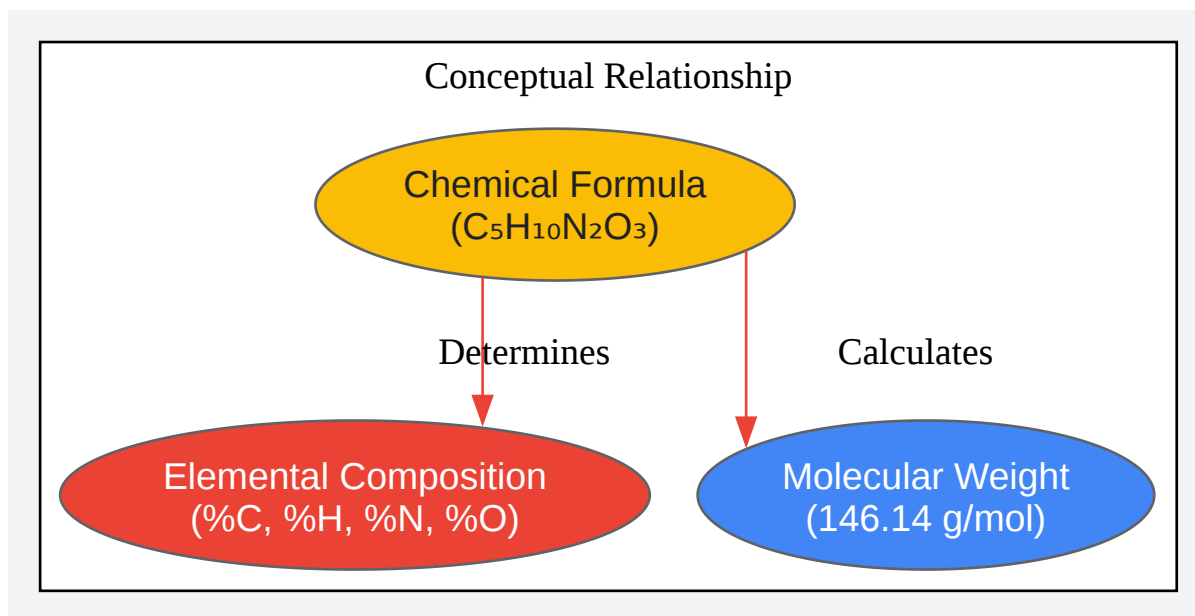 Conceptual Relationship
Chemical Formula
(C₅H₁₀N₂O₃)
Determines
Calculates
Elemental Composition
(%C, %H, %N, %O)
Molecular Weight
(146.14 g/mol)